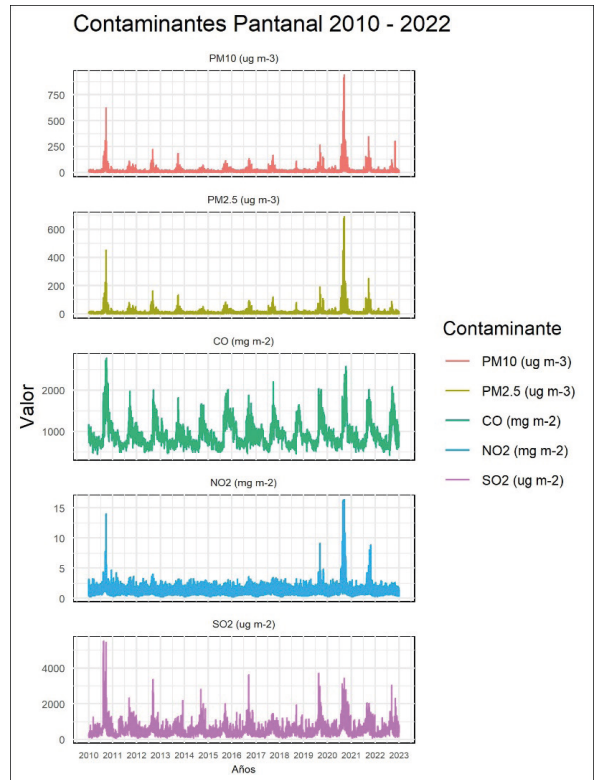 Contaminantes Pantanal 2010 - 2022
PM10 (ug m-3)
750
500
250
0
PM2.5 (ug m-3)
600
400
200
0
CO (mg m-2)
2000
1000
NO2 (mg m-2)
15
10
5
0
SO2 (ug m-2)
4000
2000
0
Valor
2010 2011 2012 2013 2014 2015 2016 2017 2018 2019 2020 2021 2022 2023
Años
Contaminante
PM10 (ug m-3)
PM2.5 (ug m-3)
CO (mg m-2)
NO2 (mg m-2)
SO2 (ug m-2)